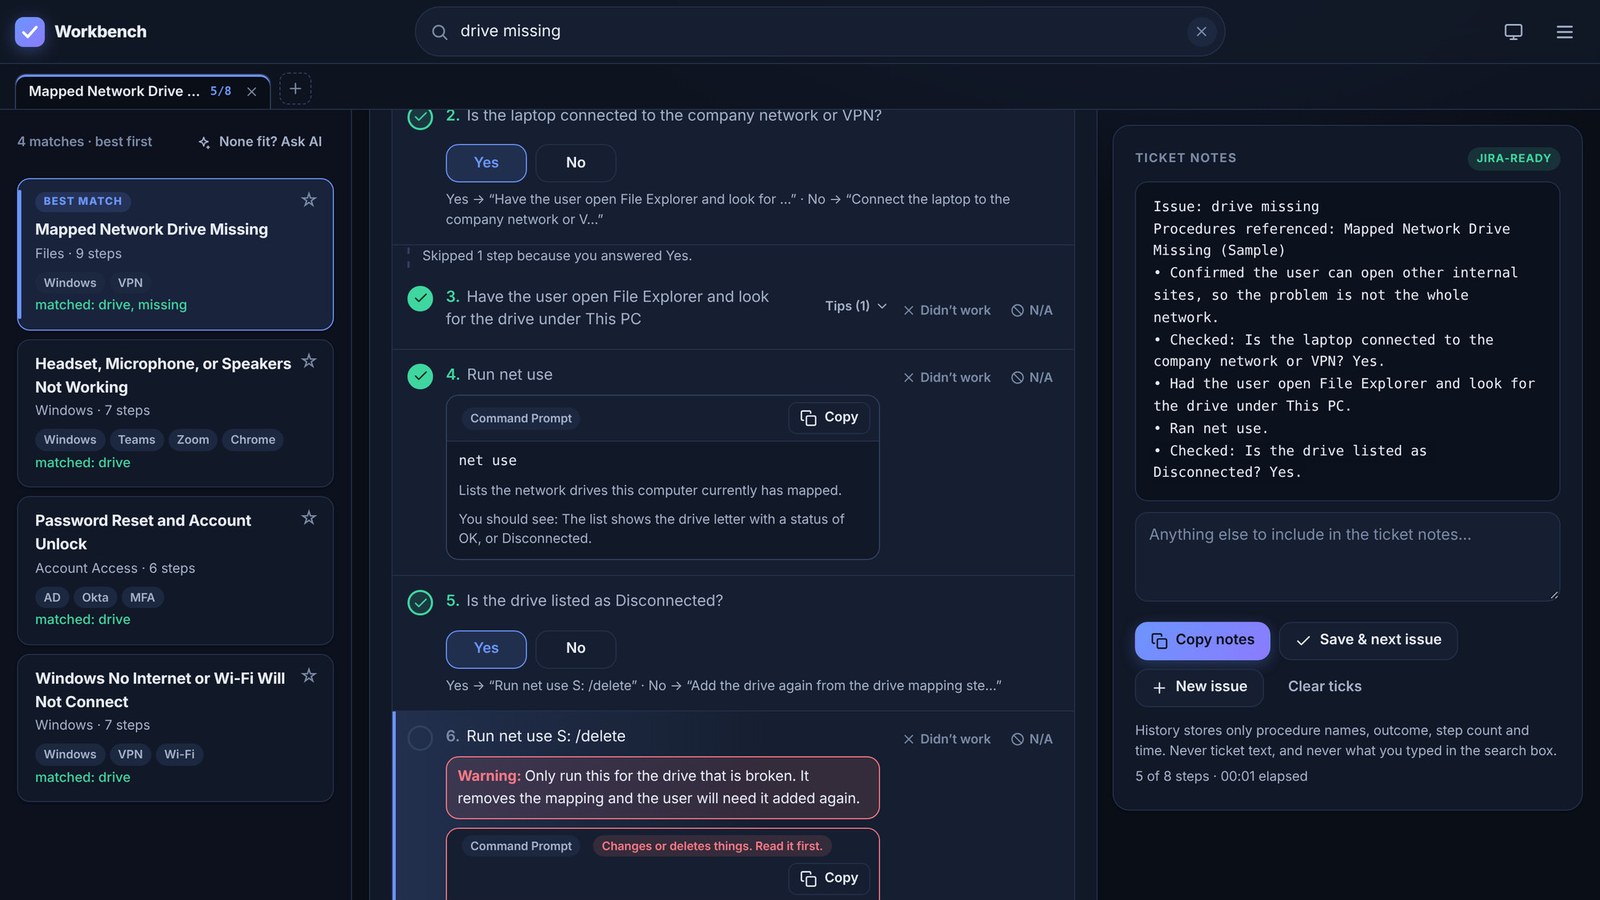 Workbench
drive missing
Mapped Network Drive ... 5/8
4 matches · best first
None fit? Ask AI
BEST MATCH
Mapped Network Drive Missing
Files · 9 steps
Windows VPN
matched: drive, missing
Headset, Microphone, or Speakers
Not Working
Windows · 7 steps
Windows Teams Zoom Chrome
matched: drive
Password Reset and Account
Unlock
Account Access · 6 steps
AD Okta MFA
matched: drive
Windows No Internet or Wi-Fi Will
Not Connect
Windows · 7 steps
Windows VPN Wi-Fi
matched: drive
2. Is the laptop connected to the company network or VPN?
Yes No
Yes → “Have the user open File Explorer and look for ...” · No → “Connect the laptop to the
company network or V...”
Skipped 1 step because you answered Yes.
3. Have the user open File Explorer and look
for the drive under This PC
Tips (1)
Didn’t work
N/A
4. Run net use
Didn’t work
N/A
Command Prompt
Copy
net use
Lists the network drives this computer currently has mapped.
You should see: The list shows the drive letter with a status of
OK, or Disconnected.
5. Is the drive listed as Disconnected?
Yes No
Yes → “Run net use S: /delete” · No → “Add the drive again from the drive mapping ste...”
6. Run net use S: /delete
Didn’t work
N/A
Warning: Only run this for the drive that is broken. It
removes the mapping and the user will need it added again.
Command Prompt
Changes or deletes things. Read it first.
Copy
TICKET NOTES
JIRA-READY
Issue: drive missing
Procedures referenced: Mapped Network Drive
Missing (Sample)
• Confirmed the user can open other internal
sites, so the problem is not the whole
network.
• Checked: Is the laptop connected to the
company network or VPN? Yes.
• Had the user open File Explorer and look for
the drive under This PC.
• Ran net use.
• Checked: Is the drive listed as
Disconnected? Yes.
Anything else to include in the ticket notes...
Copy notes
Save & next issue
New issue
Clear ticks
History stores only procedure names, outcome, step count and
time. Never ticket text, and never what you typed in the search box.
5 of 8 steps · 00:01 elapsed